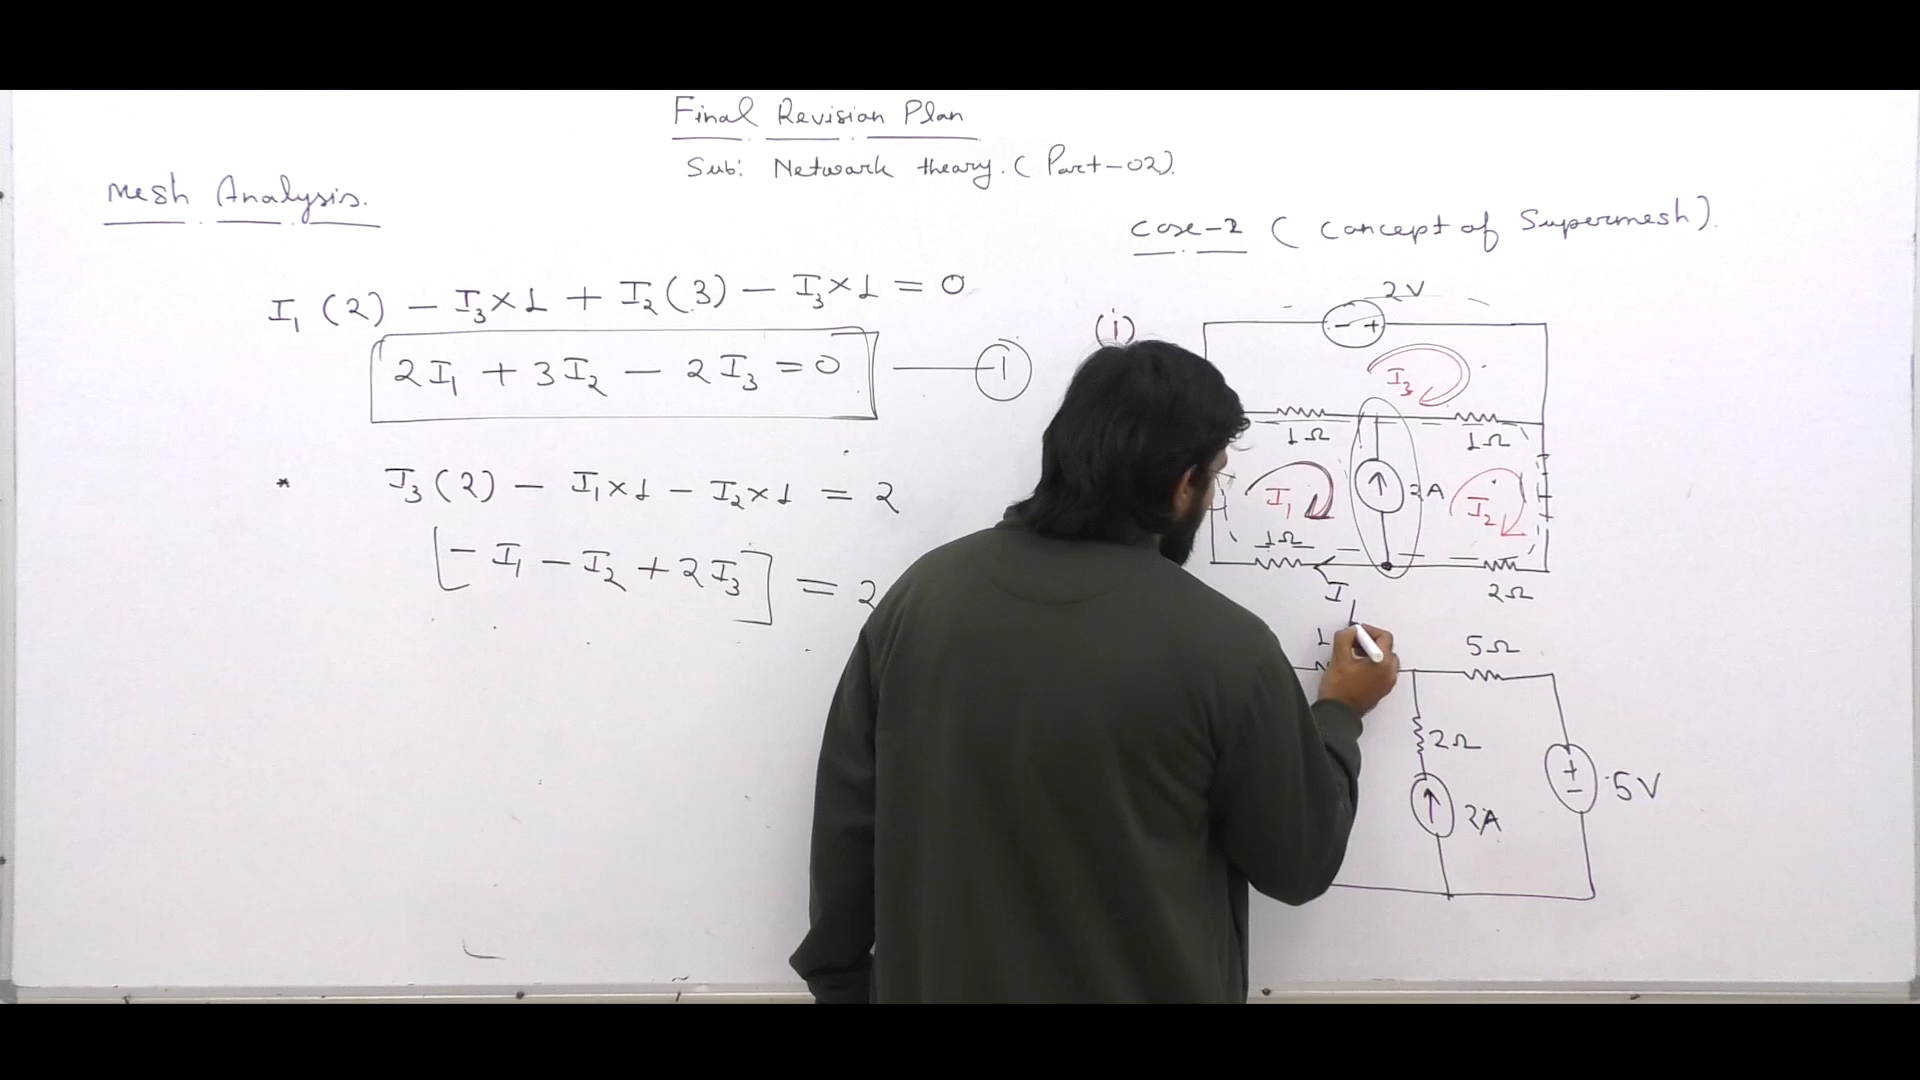 Final Revision Plan
Sub: Network theory. (Part-02).
Mesh Analysis.
I₁ (2) - I₃×1 + I₂(3) - I₃×1 = 0
2I₁ + 3I₂ - 2I₃ = 0 ——— ①
* I₃(2) - I₁×1 - I₂×1 = 2
[- I₁ - I₂ + 2I₃] = 2
Case-2 (Concept of Supermesh).
(i)
2V
- +
I₃
1Ω 1Ω
I₁ 2A I₂
1Ω
I 2Ω
1 5Ω
2Ω
+ - 5V
2A